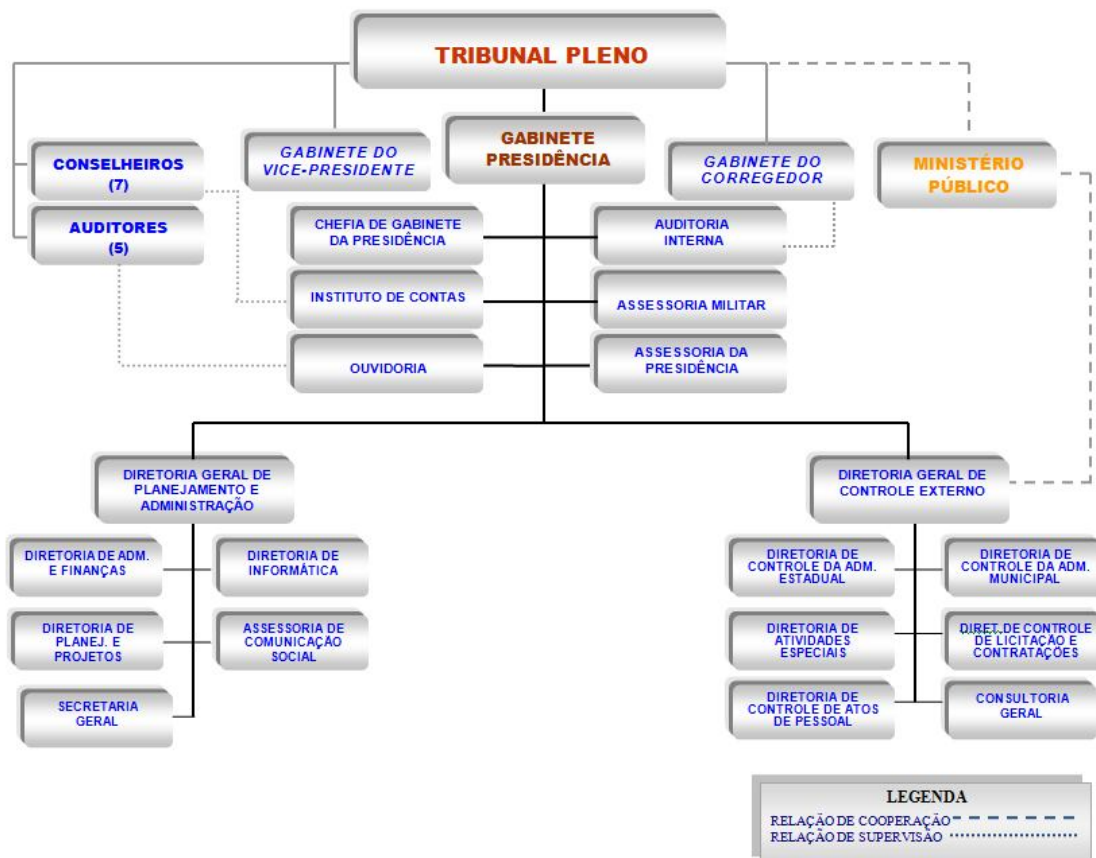 TRIBUNAL PLENO
GABINETE
PRESIDÊNCIA
CONSELHEIROS
(7)
GABINETE DO
VICE-PRESIDENTE
GABINETE DO
CORREGEDOR
MINISTÉRIO
PÚBLICO
AUDITORES
(5)
CHEFIA DE GABINETE
DA PRESIDÊNCIA
AUDITORIA
INTERNA
INSTITUTO DE CONTAS
ASSESSORIA MILITAR
OUVIDORIA
ASSESSORIA DA
PRESIDÊNCIA
DIRETORIA GERAL DE
PLANEJAMENTO E
ADMINISTRAÇÃO
DIRETORIA GERAL DE
CONTROLE EXTERNO
DIRETORIA DE ADM.
E FINANÇAS
DIRETORIA DE
INFORMÁTICA
DIRETORIA DE
CONTROLE DA ADM.
ESTADUAL
DIRETORIA DE
CONTROLE DA ADM.
MUNICIPAL
DIRETORIA DE
PLANEJ. E
PROJETOS
ASSESSORIA DE
COMUNICAÇÃO
SOCIAL
DIRETORIA DE
ATIVIDADES
ESPECIAIS
DIRET. DE CONTROLE
DE LICITAÇÃO E
CONTRATAÇÕES
SECRETARIA
GERAL
DIRETORIA DE
CONTROLE DE ATOS
DE PESSOAL
CONSULTORIA
GERAL
LEGENDA
RELAÇÃO DE COOPERAÇÃO
RELAÇÃO DE SUPERVISÃO